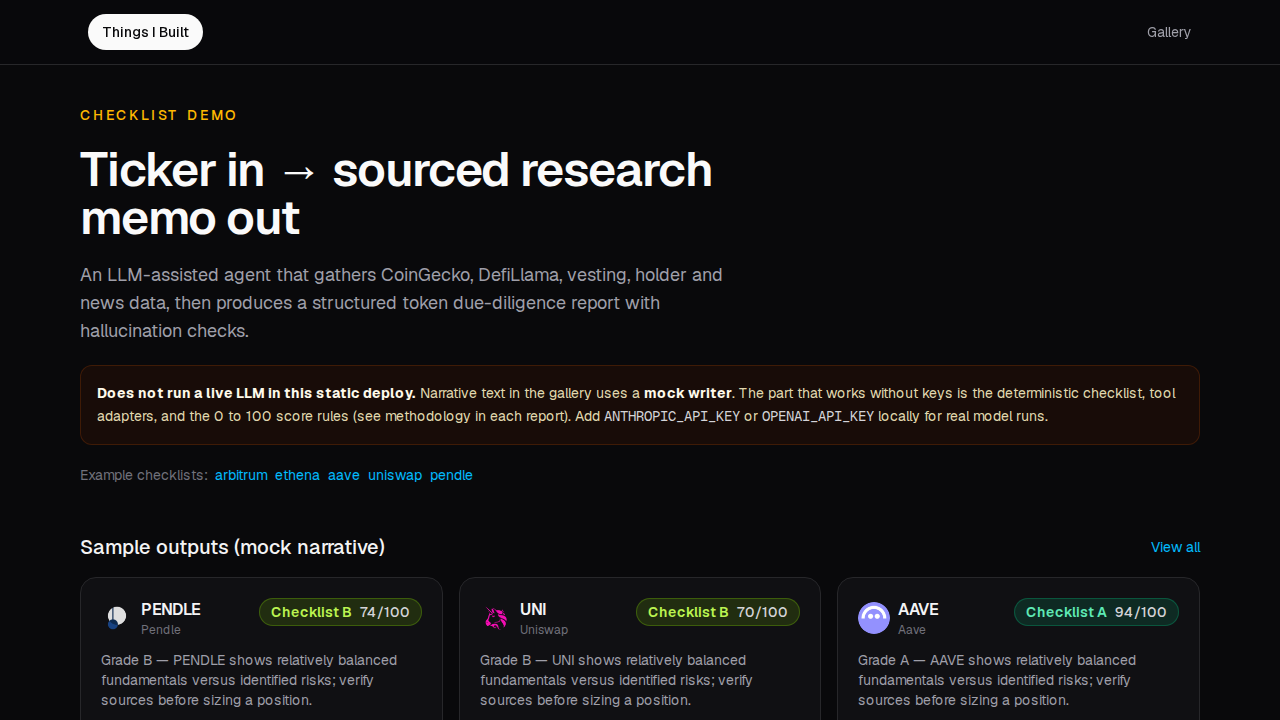 Things I Built
Gallery
CHECKLIST DEMO
Ticker in → sourced research
memo out
An LLM-assisted agent that gathers CoinGecko, DefiLlama, vesting, holder and
news data, then produces a structured token due-diligence report with
hallucination checks.
Does not run a live LLM in this static deploy. Narrative text in the gallery uses a mock writer. The part that works without keys is the deterministic checklist, tool
adapters, and the 0 to 100 score rules (see methodology in each report). Add ANTHROPIC_API_KEY or OPENAI_API_KEY locally for real model runs.
Example checklists: arbitrum ethena aave uniswap pendle
Sample outputs (mock narrative)
View all
PENDLE
Pendle
Checklist B 74/100
Grade B — PENDLE shows relatively balanced
fundamentals versus identified risks; verify
sources before sizing a position.
UNI
Uniswap
Checklist B 70/100
Grade B — UNI shows relatively balanced
fundamentals versus identified risks; verify
sources before sizing a position.
AAVE
Aave
Checklist A 94/100
Grade A — AAVE shows relatively balanced
fundamentals versus identified risks; verify
sources before sizing a position.